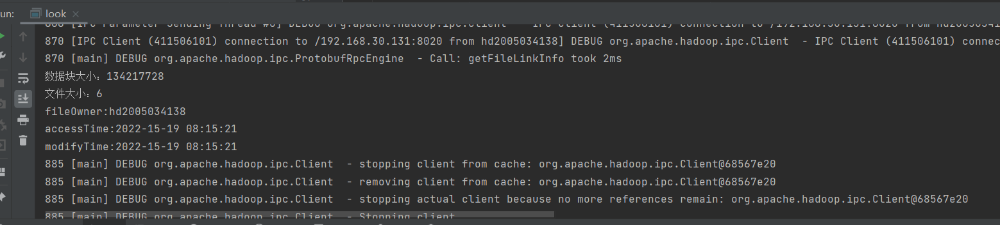 un: look
868 [IPC Parameter Sending Thread #0] DEBUG org.apache.hadoop.ipc.Client - IPC Client (411506101) connection to /192.168.30.131:8020 from hd20050341
870 [IPC Client (411506101) connection to /192.168.30.131:8020 from hd2005034138] DEBUG org.apache.hadoop.ipc.Client  - IPC Client (411506101) connec
870 [main] DEBUG org.apache.hadoop.ipc.ProtobufRpcEngine  - Call: getFileLinkInfo took 2ms
数据块大小：134217728
文件大小：6
fileOwner:hd2005034138
accessTime:2022-15-19 08:15:21
modifyTime:2022-15-19 08:15:21
885 [main] DEBUG org.apache.hadoop.ipc.Client  - stopping client from cache: org.apache.hadoop.ipc.Client@68567e20
885 [main] DEBUG org.apache.hadoop.ipc.Client  - removing client from cache: org.apache.hadoop.ipc.Client@68567e20
885 [main] DEBUG org.apache.hadoop.ipc.Client  - stopping actual client because no more references remain: org.apache.hadoop.ipc.Client@68567e20
885 [main] DEBUG org.apache.hadoop.ipc.Client  - Stopping client